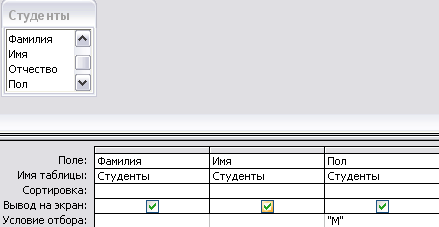 Студенты
Фамилия
Имя
Отчество
Пол
Поле: Фамилия Имя Пол
Имя таблицы: Студенты Студенты Студенты
Сортировка:
Вывод на экран:
Условие отбора: "М"